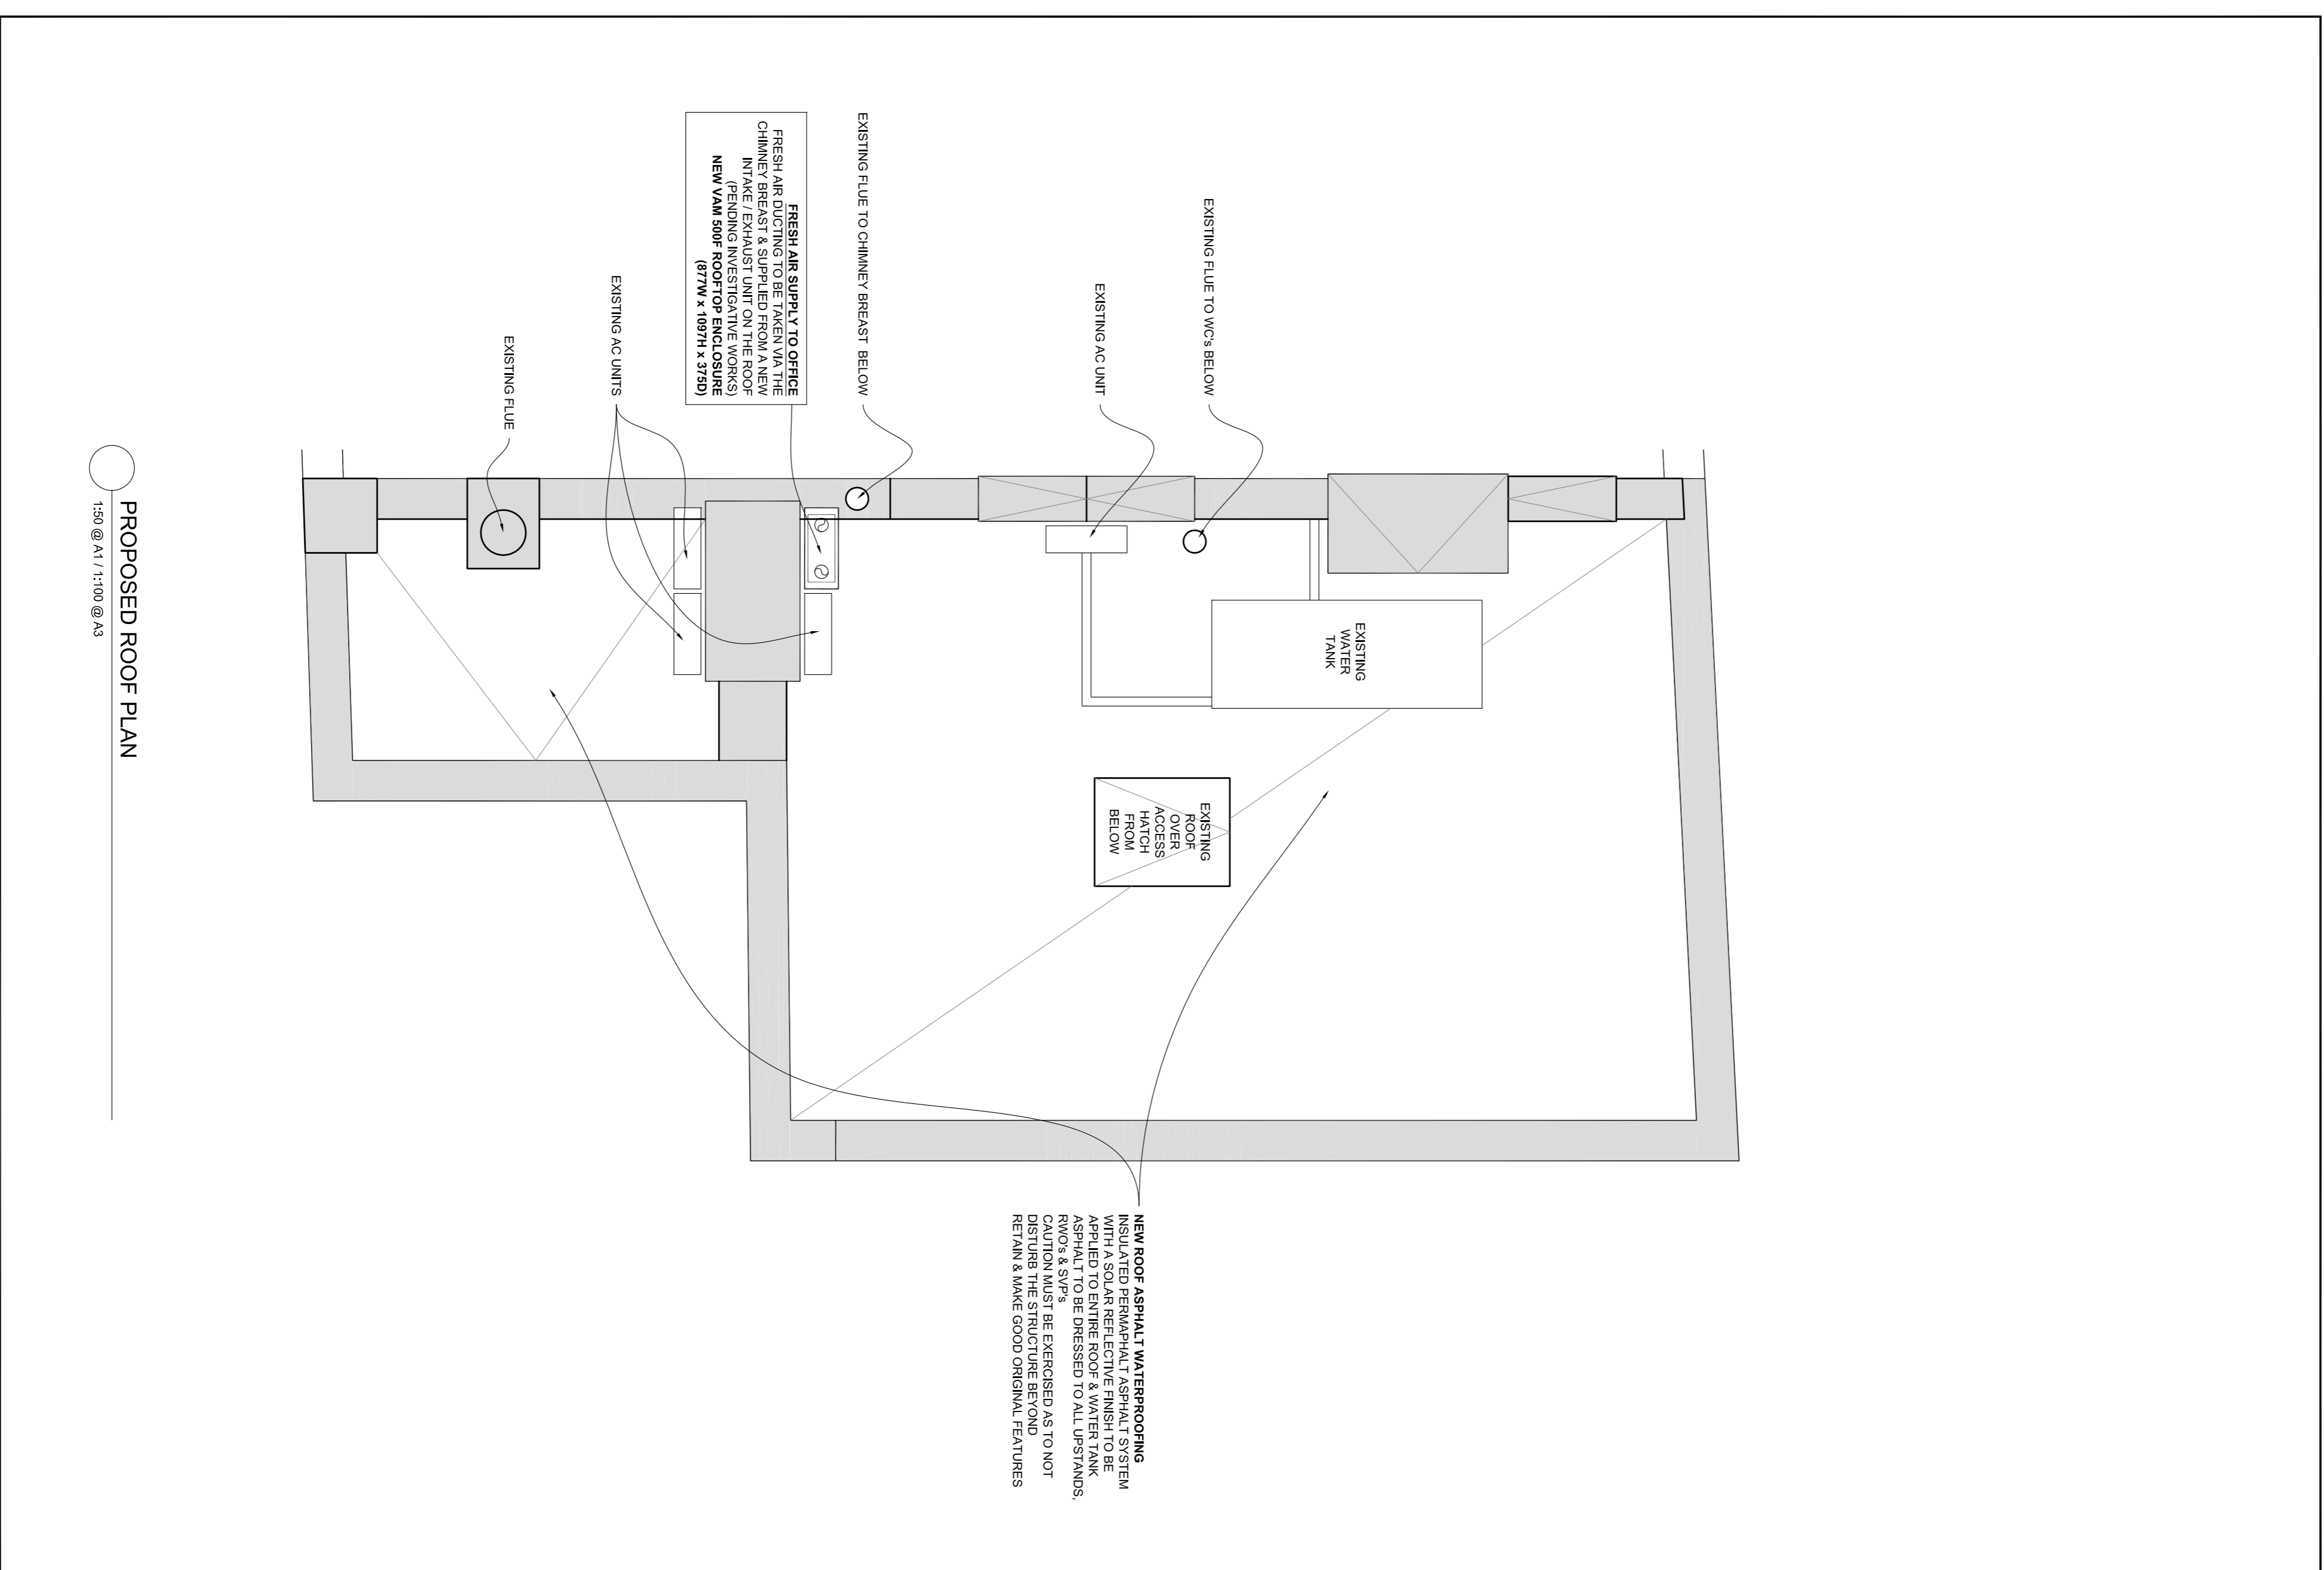 EXISTING FLUE TO WC's BELOW
EXISTING AC UNIT
EXISTING FLUE TO CHIMNEY BREAST BELOW
FRESH AIR SUPPLY TO OFFICE
FRESH AIR DUCTING TO BE TAKEN VIA THE
CHIMNEY BREAST & SUPPLIED FROM A NEW
INTAKE / EXHAUST UNIT ON THE ROOF
(PENDING INVESTIGATIVE WORKS)
NEW VAM 500F ROOFTOP ENCLOSURE
(877W x 1097H x 375D)
EXISTING AC UNITS
EXISTING FLUE
EXISTING
WATER
TANK
EXISTING
ROOF
OVER
ACCESS
HATCH
FROM
BELOW
NEW ROOF ASPHALT WATERPROOFING
INSULATED PERMAPHALT ASPHALT SYSTEM
WITH A SOLAR REFLECTIVE FINISH TO BE
APPLIED TO ENTIRE ROOF & WATER TANK
ASPHALT TO BE DRESSED TO ALL UPSTANDS,
RWO's & SVP's
CAUTION MUST BE EXERCISED AS TO NOT
DISTURB THE STRUCTURE BEYOND
RETAIN & MAKE GOOD ORIGINAL FEATURES
PROPOSED ROOF PLAN
1:50 @ A1 / 1:100 @ A3